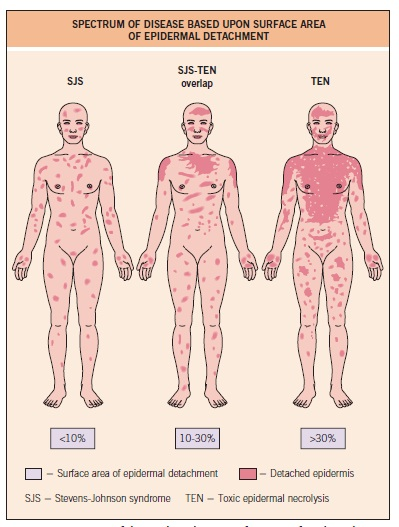 SPECTRUM OF DISEASE BASED UPON SURFACE AREA
OF EPIDERMAL DETACHMENT
SJS
SJS-TEN
overlap
TEN
<10%
10-30%
>30%
– Surface area of epidermal detachment
– Detached epidermis
SJS – Stevens-Johnson syndrome
TEN – Toxic epidermal necrolysis